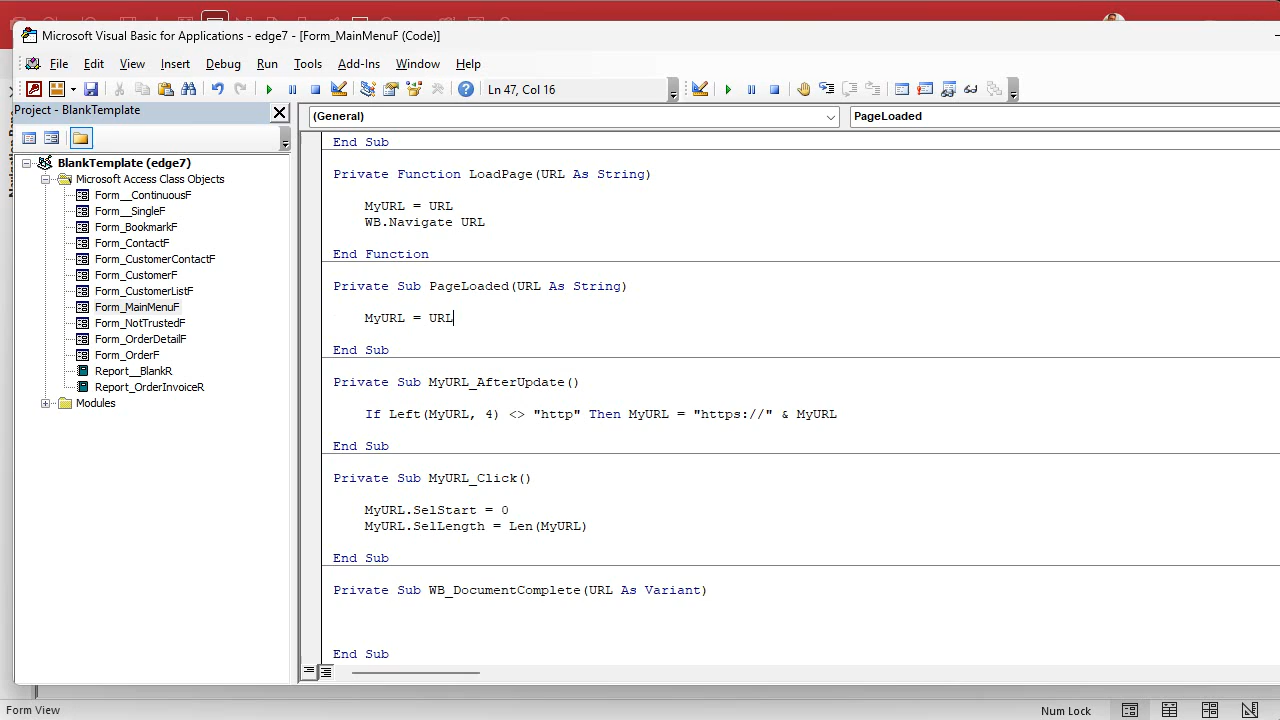 Microsoft Visual Basic for Applications - edge7 - [Form_MainMenuF (Code)]
File Edit View Insert Format Debug Run Tools Add-Ins Window Help
Ln 47, Col 16
Project - BlankTemplate
(General)
PageLoaded
BlankTemplate (edge7)
Microsoft Access Class Objects
Form__ContinuousF
Form__SingleF
Form_BookmarkF
Form_ContactF
Form_CustomerContactF
Form_CustomerF
Form_CustomerListF
Form_MainMenuF
Form_NotTrustedF
Form_OrderDetailF
Form_OrderF
Report__BlankR
Report_OrderInvoiceR
Modules
End Sub
Private Function LoadPage(URL As String)
MyURL = URL
WB.Navigate URL
End Function
Private Sub PageLoaded(URL As String)
MyURL = URL
End Sub
Private Sub MyURL_AfterUpdate()
If Left(MyURL, 4) <> "http" Then MyURL = "https://" & MyURL
End Sub
Private Sub MyURL_Click()
MyURL.SelStart = 0
MyURL.SelLength = Len(MyURL)
End Sub
Private Sub WB_DocumentComplete(URL As Variant)
End Sub
Form View
Num Lock